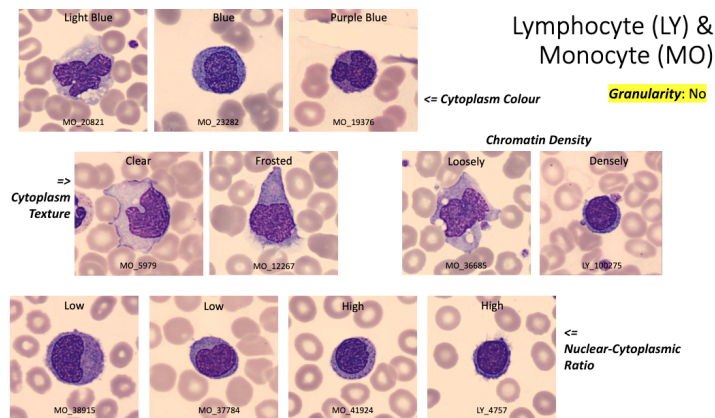 Lymphocyte (LY) &
Monocyte (MO)
Granularity: No
Light Blue
Blue
Purple Blue
MO_20821
MO_23282
MO_19376
<= Cytoplasm Colour
Chromatin Density
=>
Cytoplasm
Texture
Clear
Frosted
Loosely
Densely
MO_5979
MO_12267
MO_36685
LY_100275
Low
Low
High
High
MO_38915
MO_37784
MO_41924
LY_4757
<=
Nuclear-Cytoplasmic
Ratio